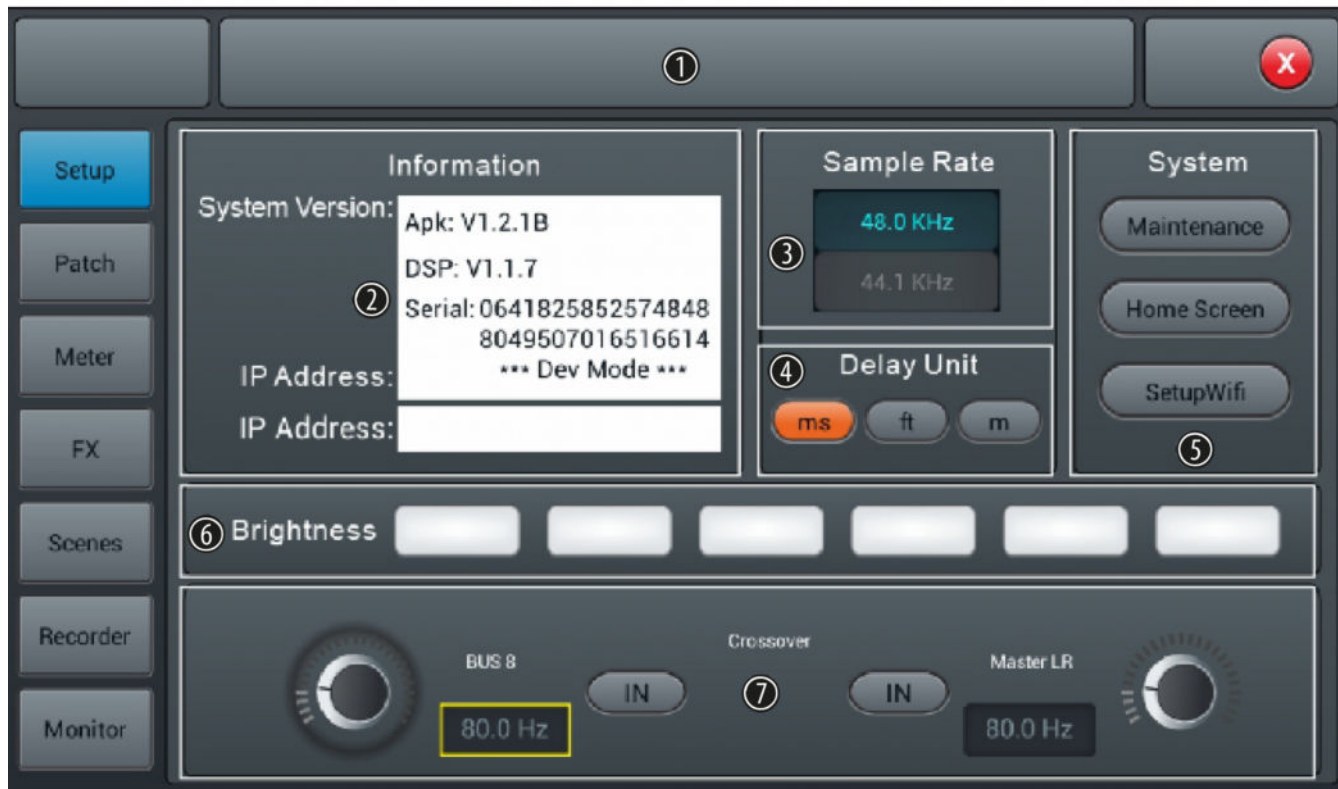 ①
X
Setup
Patch
Meter
FX
Scenes
Recorder
Monitor
Information
System Version:
Apk: V1.2.1B
DSP: V1.1.7
②
Serial: 0641825852574848
8049507016516614
*** Dev Mode ***
IP Address:
IP Address:
Sample Rate
48.0 KHz
③
44.1 KHz
④ Delay Unit
ms ft m
System
Maintenance
Home Screen
SetupWifi
⑤
⑥ Brightness
Crossover
BUS 8
IN
80.0 Hz
⑦
Master LR
IN
80.0 Hz